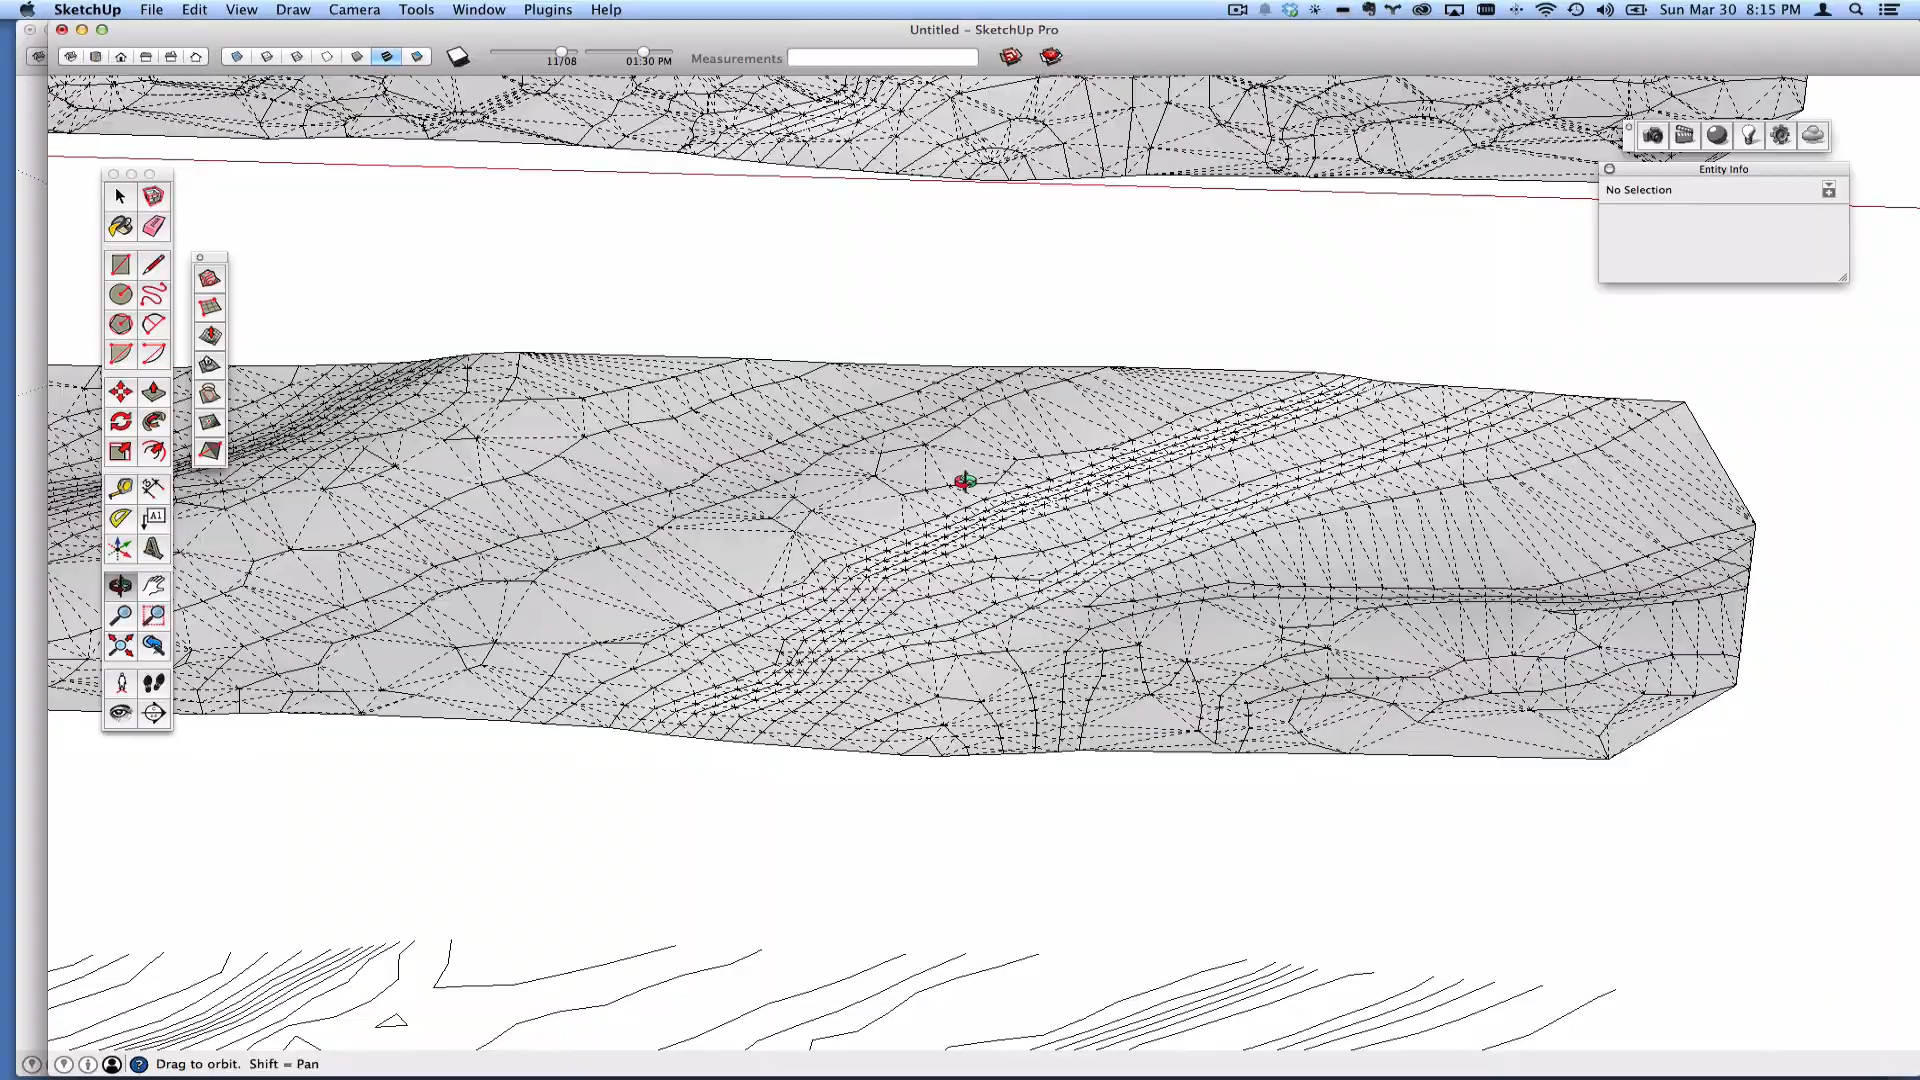 SketchUp File Edit View Draw Camera Tools Window Plugins Help Sun Mar 30 8:15 PM
Untitled – SketchUp Pro
11/08 01:30 PM Measurements
Entity Info
No Selection
A1
Drag to orbit. Shift = Pan